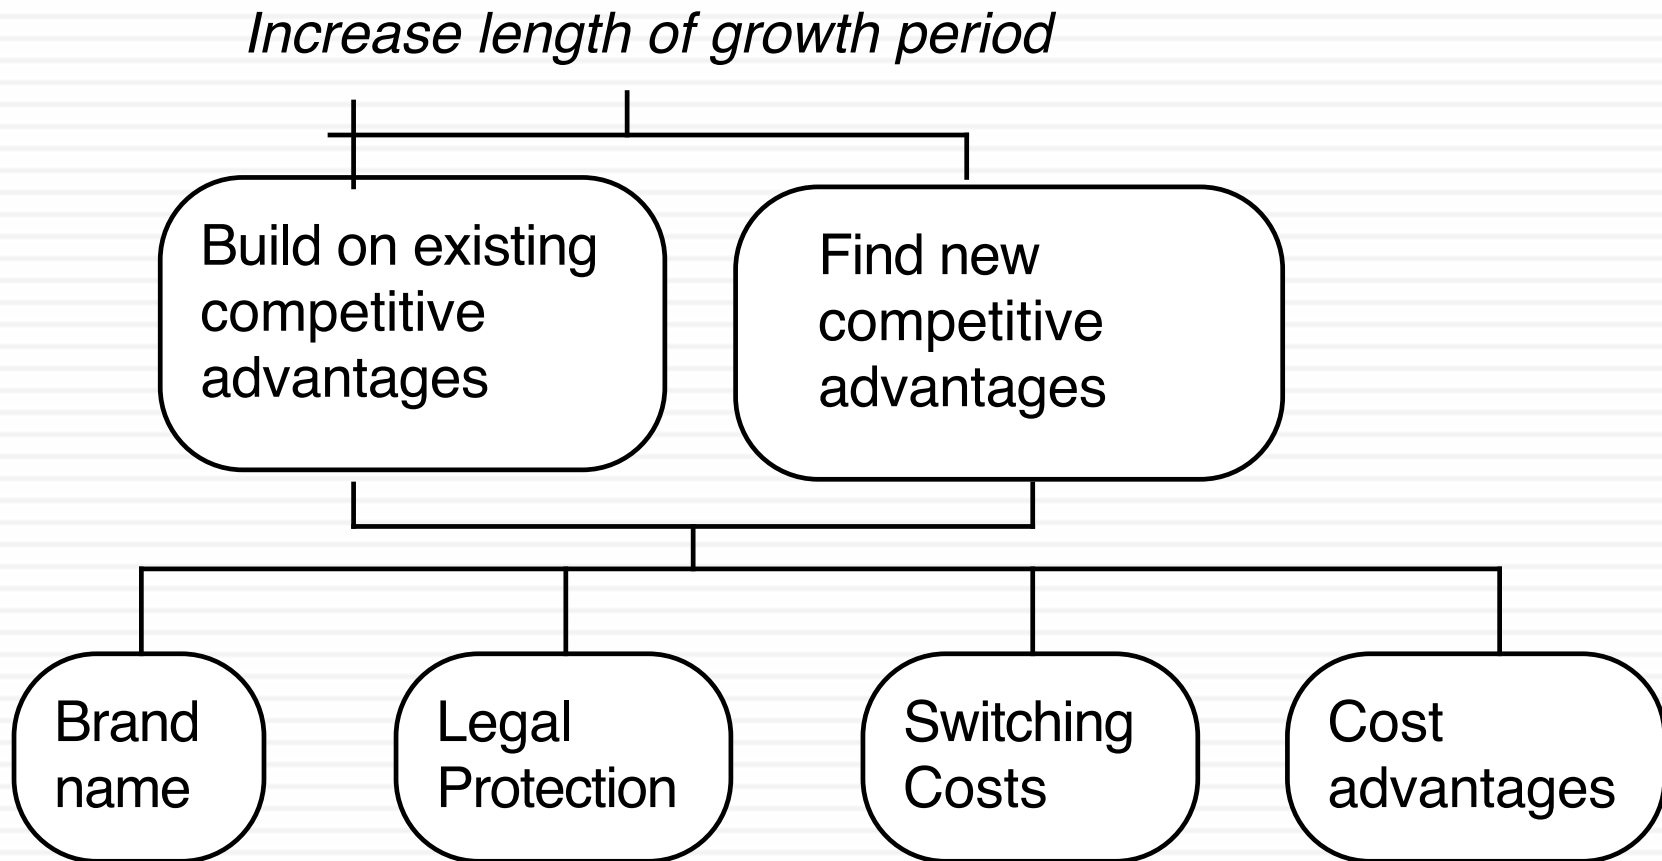 Increase length of growth period
Build on existing
competitive
advantages
Find new
competitive
advantages
Brand
name
Legal
Protection
Switching
Costs
Cost
advantages